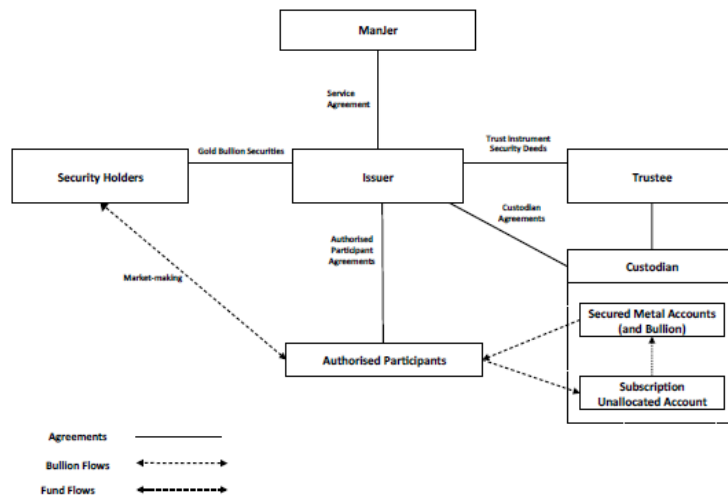 ManJer
Service
Agreement
Gold Bullion Securities
Trust Instrument
Security Deeds
Security Holders
Issuer
Trustee
Custodian
Agreements
Authorised
Participant
Agreements
Custodian
Market-making
Secured Metal Accounts
(and Bullion)
Authorised Participants
Subscription
Unallocated Account
Agreements
Bullion Flows
Fund Flows